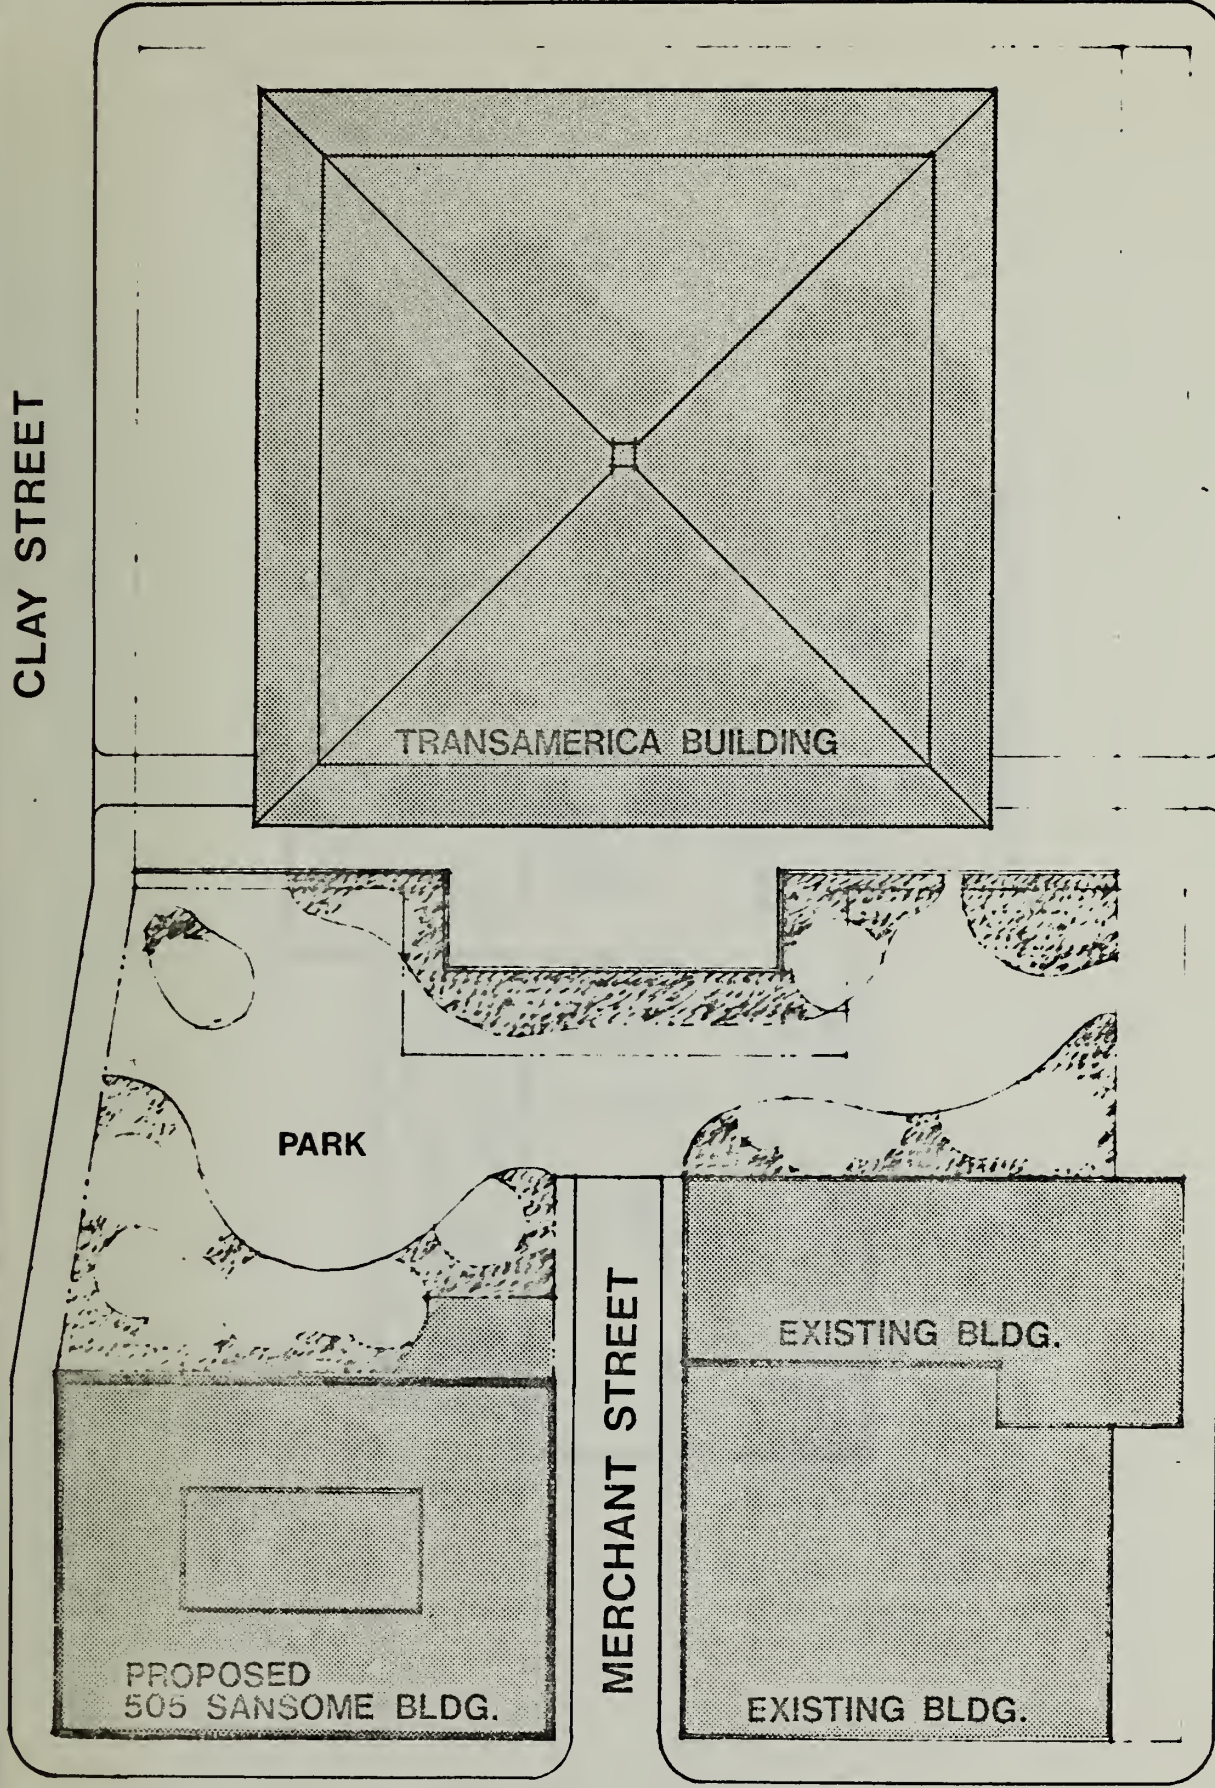 CLAY STREET
TRANSAMERICA BUILDING
PARK
EXISTING BLDG.
MERCHANT STREET
PROPOSED
505 SANSOME BLDG.
EXISTING BLDG.